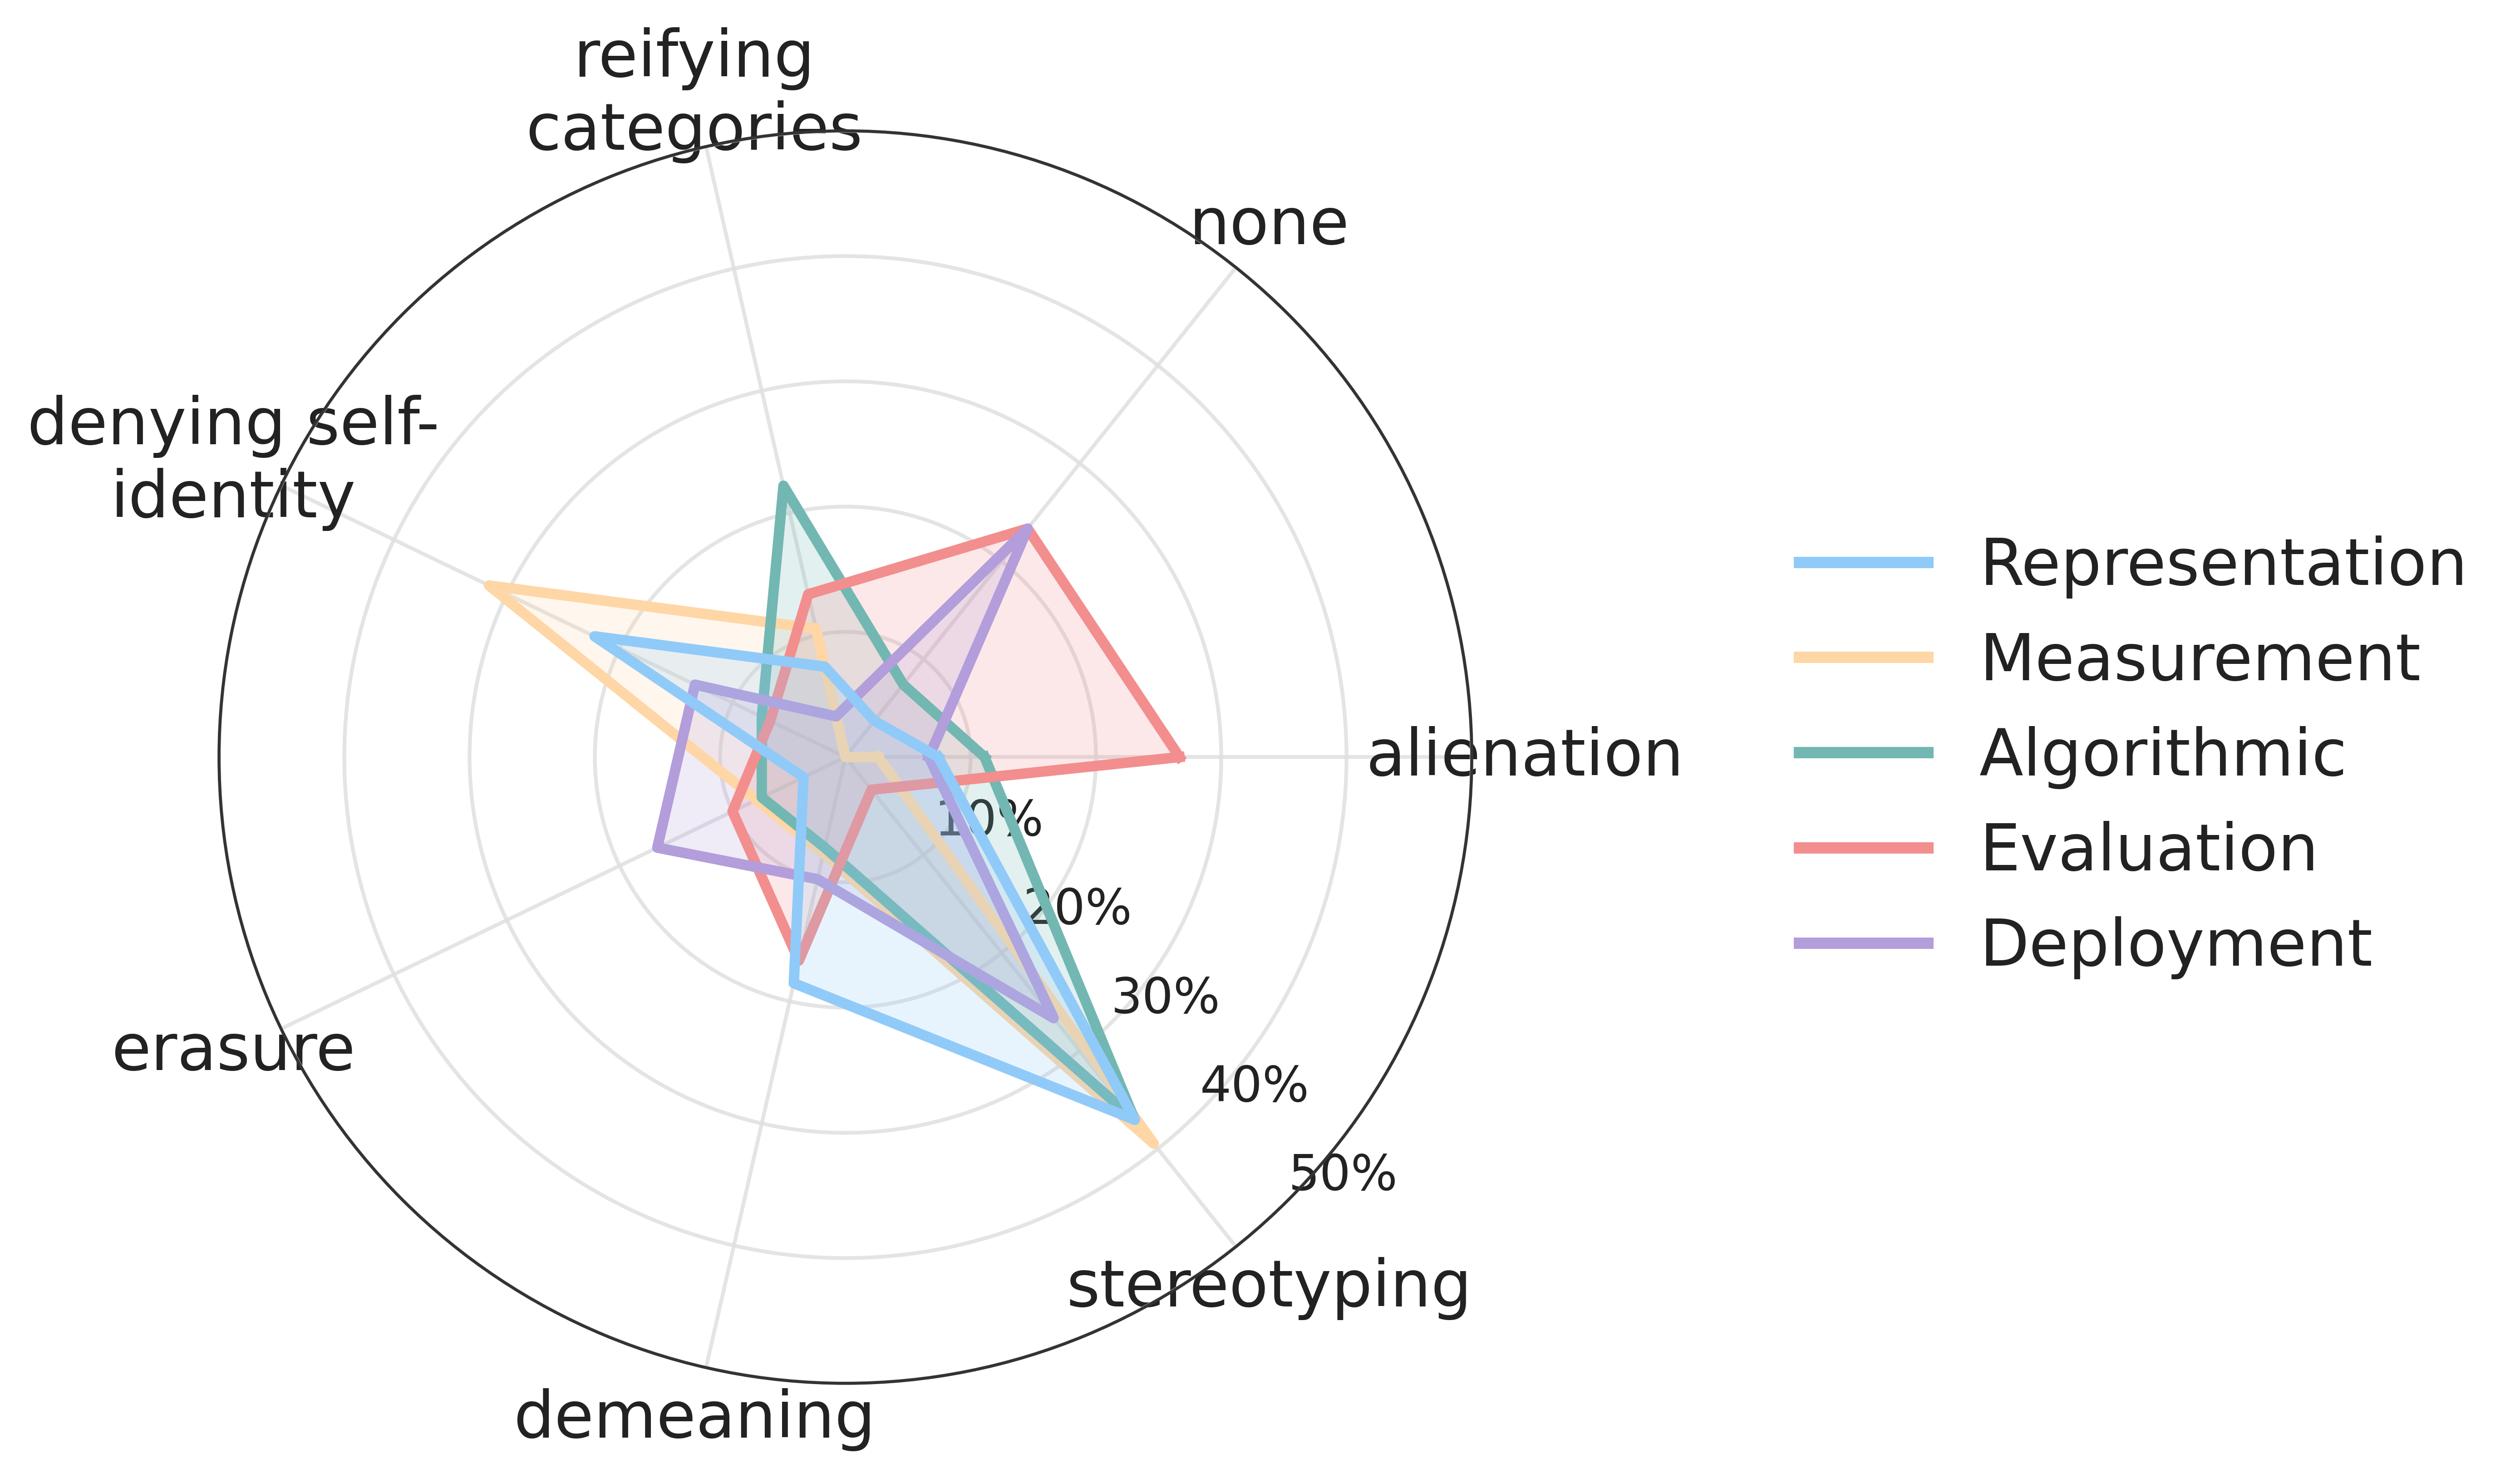 reifying
categories
none
denying self-
identity
alienation
10%
20%
30%
40%
50%
erasure
stereotyping
demeaning
Representation
Measurement
Algorithmic
Evaluation
Deployment